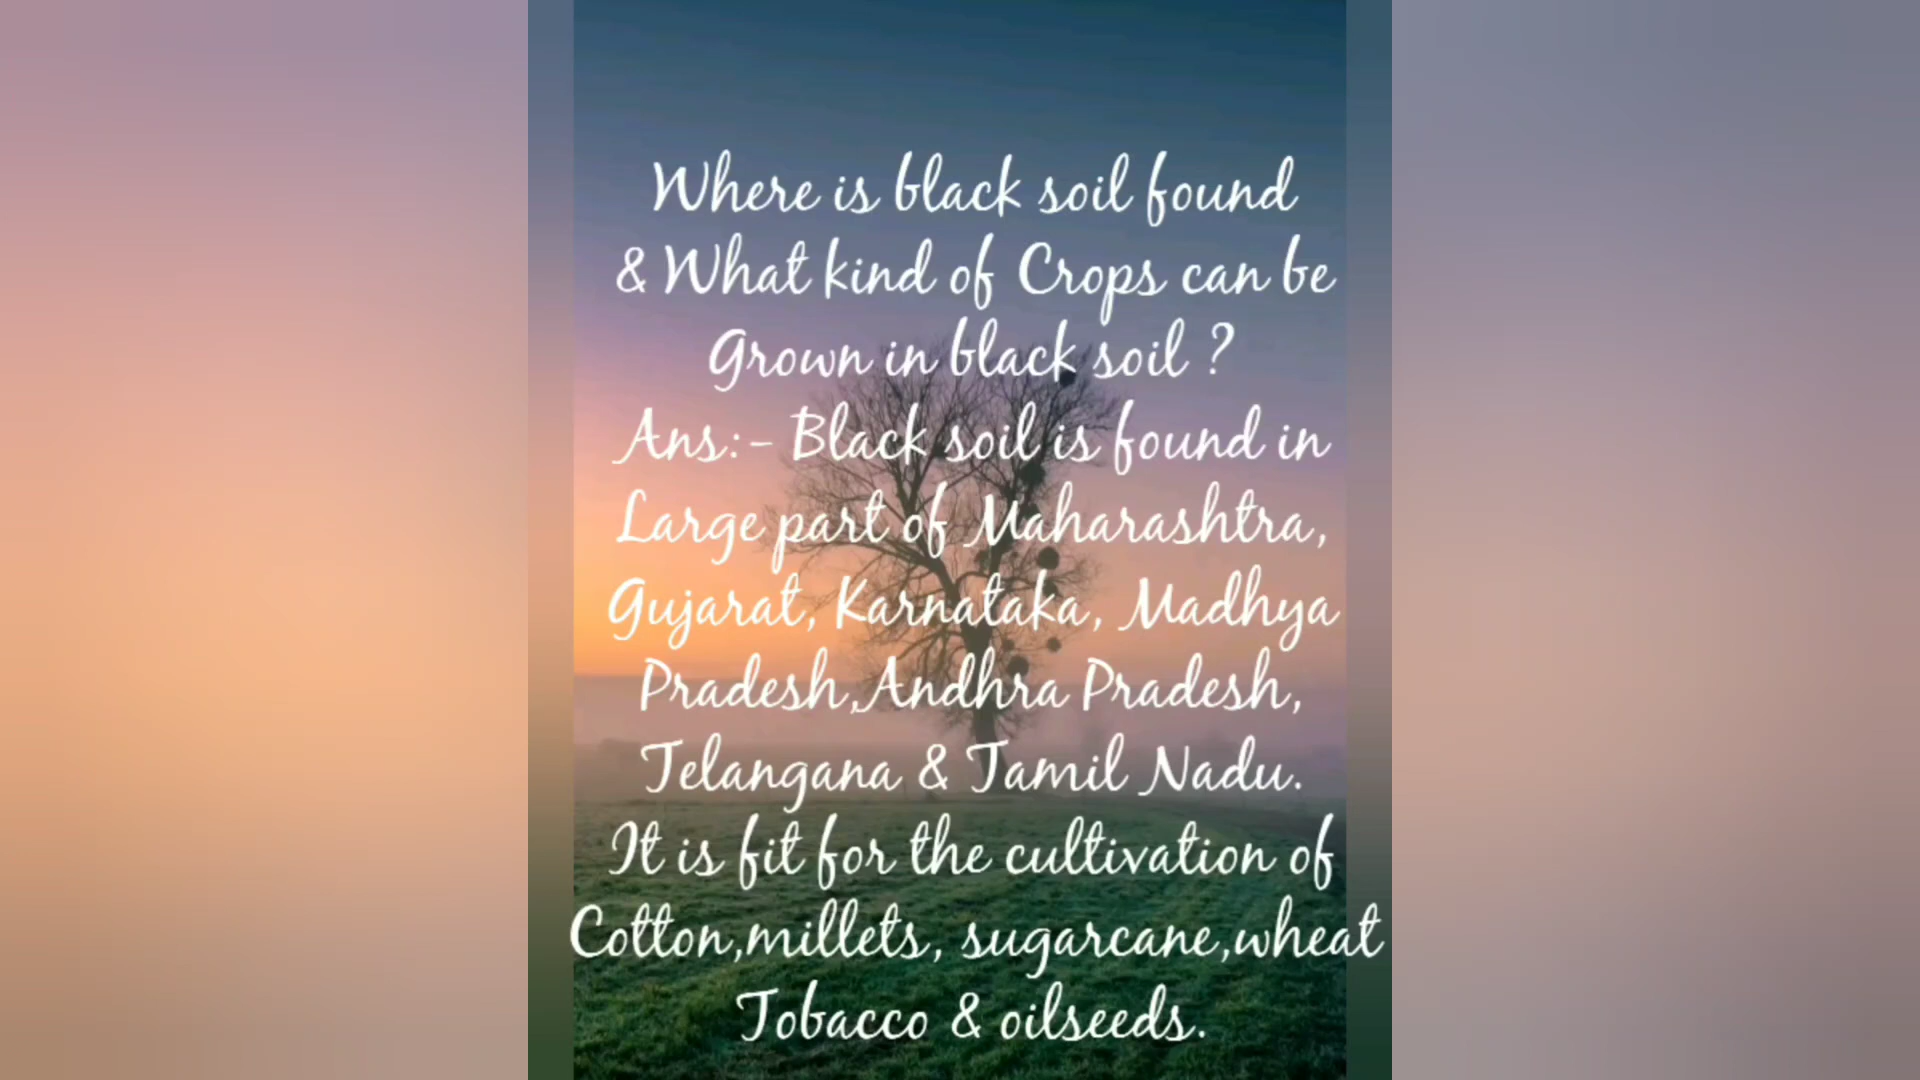 Where is black soil found
& What kind of Crops can be
Grown in black soil ?
Ans:- Black soil is found in
Large part of Maharashtra,
Gujarat, Karnataka, Madhya
Pradesh,Andhra Pradesh,
Telangana & Tamil Nadu.
It is fit for the cultivation of
Cotton,millets, sugarcane,wheat
Tobacco & oilseeds.